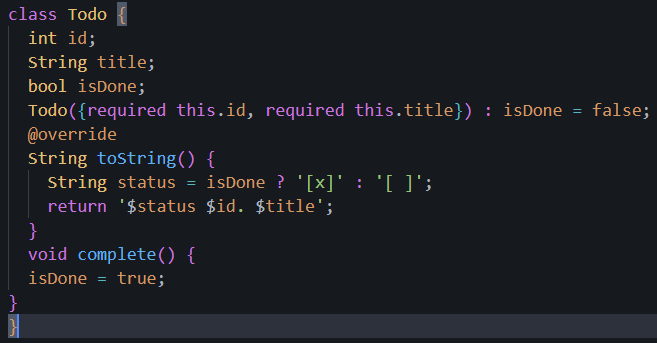 class Todo {
  int id;
  String title;
  bool isDone;
  Todo({required this.id, required this.title}) : isDone = false;
  @override
  String toString() {
    String status = isDone ? '[x]' : '[ ]';
    return '$status $id. $title';
  }
  void complete() {
  isDone = true;
}
}